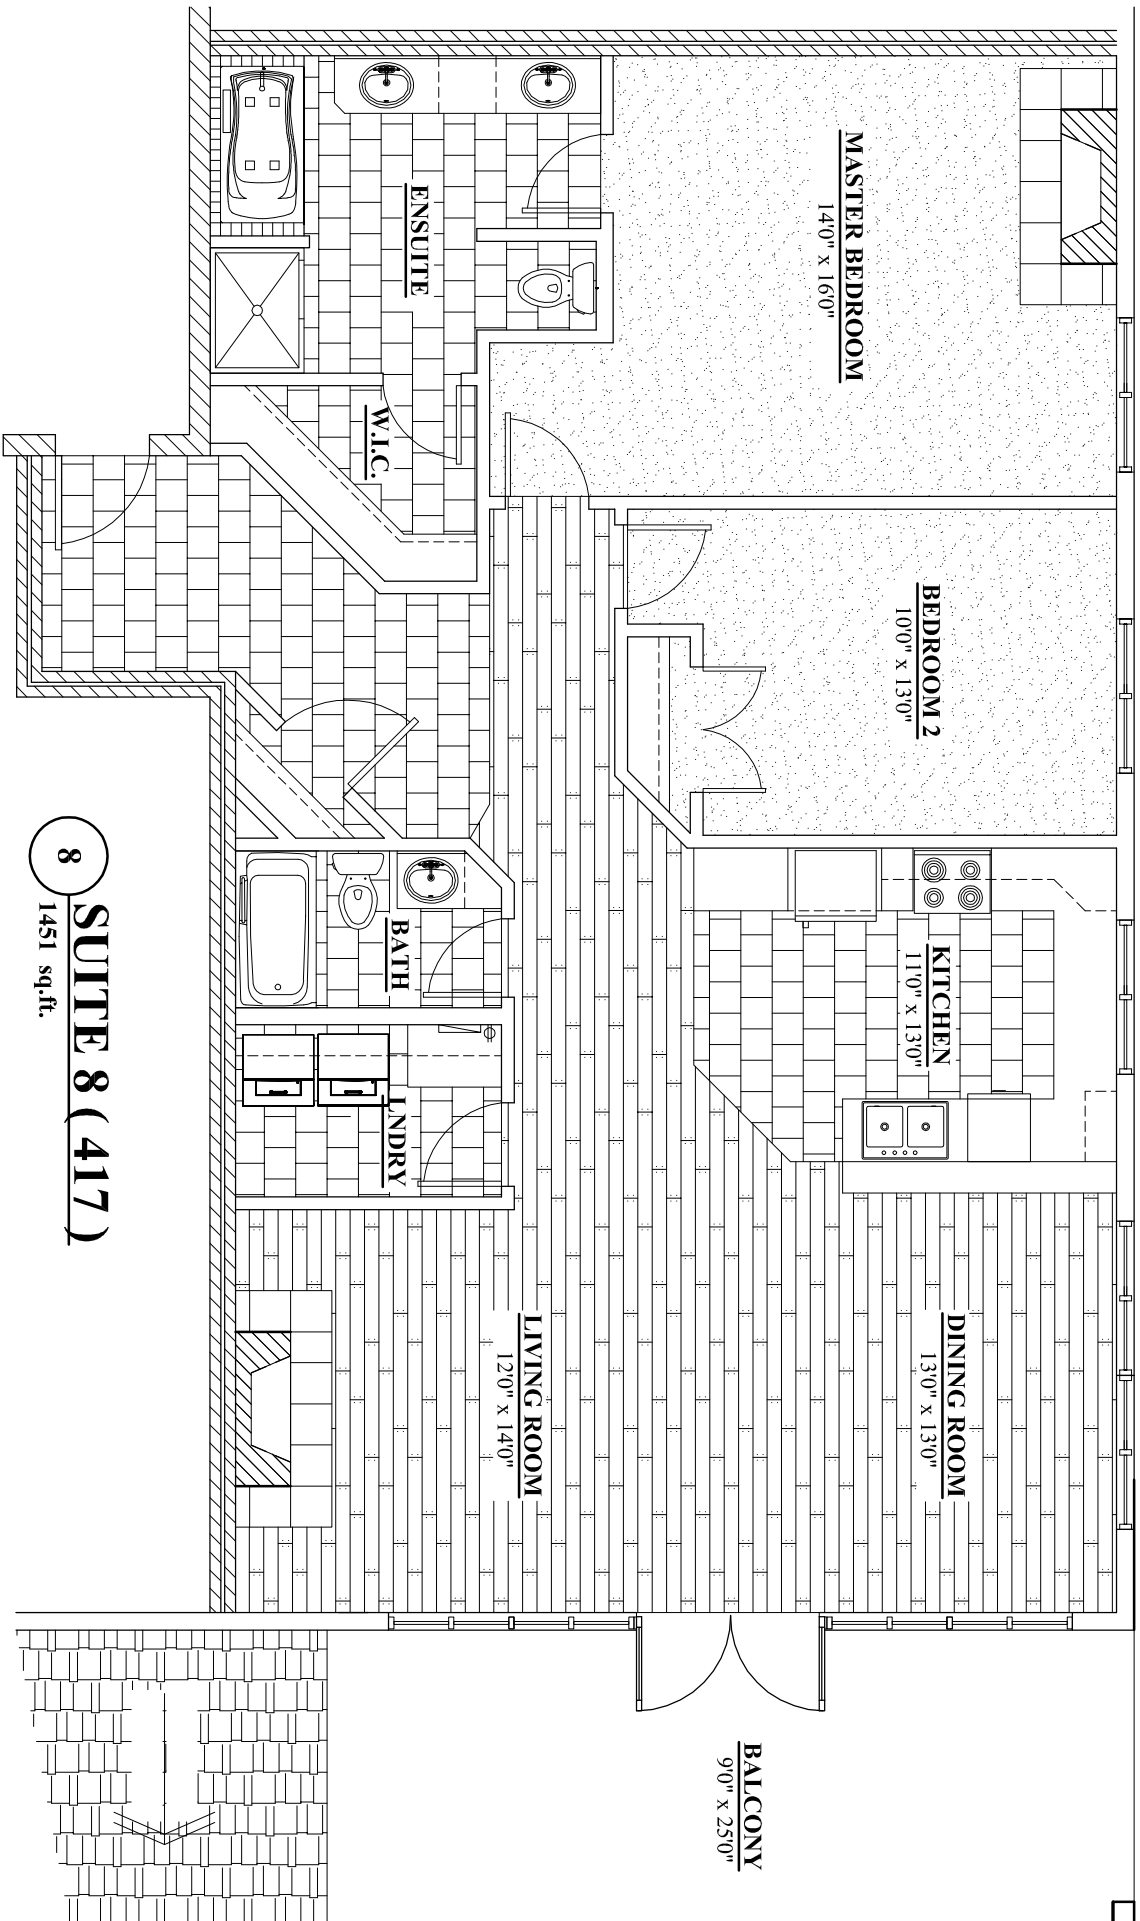 MASTER BEDROOM
14'0" x 16'0"
BEDROOM 2
10'0" x 13'0"
KITCHEN
11'0" x 13'0"
DINING ROOM
13'0" x 13'0"
ENSUITE
W.I.C.
BATH
LNDRY
LIVING ROOM
12'0" x 14'0"
BALCONY
9'0" x 25'0"
8
SUITE 8 ( 417 )
1451 sq.ft.